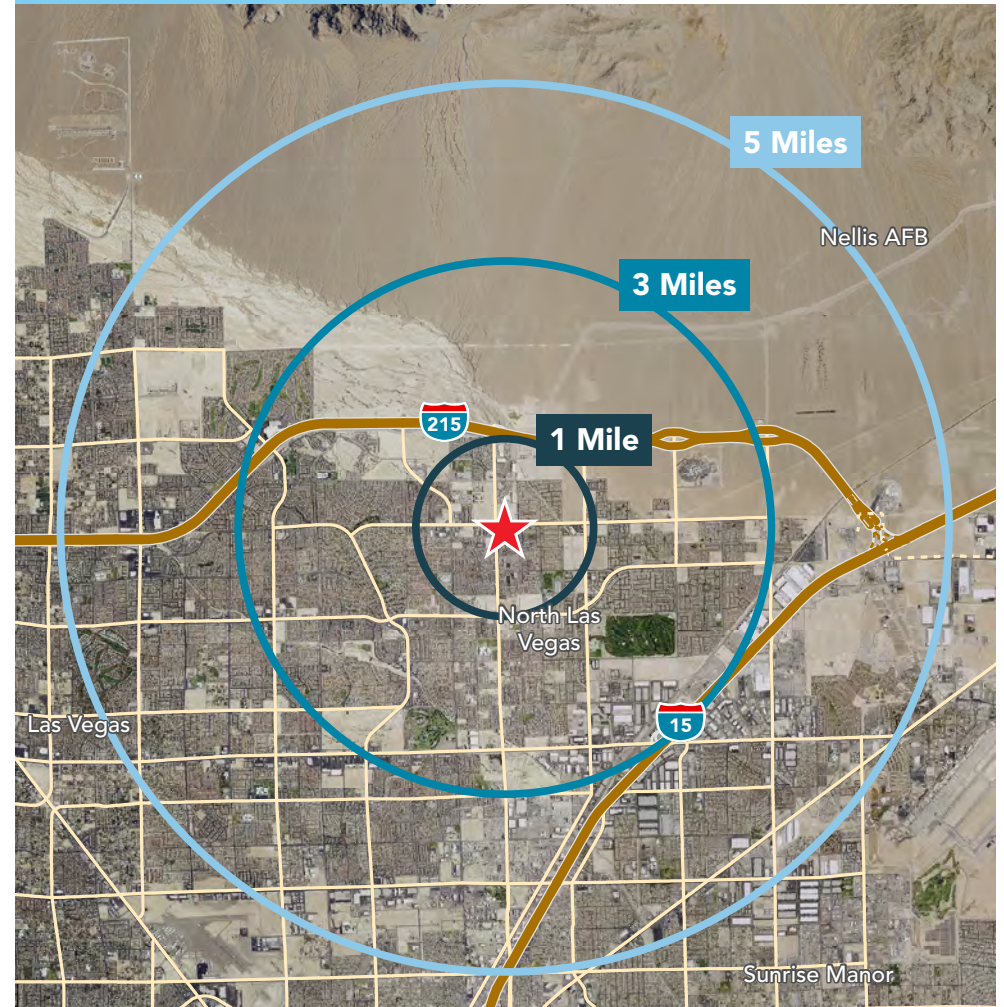 5 Miles
Nellis AFB
3 Miles
215
1 Mile
North Las
Vegas
Las Vegas
15
Sunrise Manor